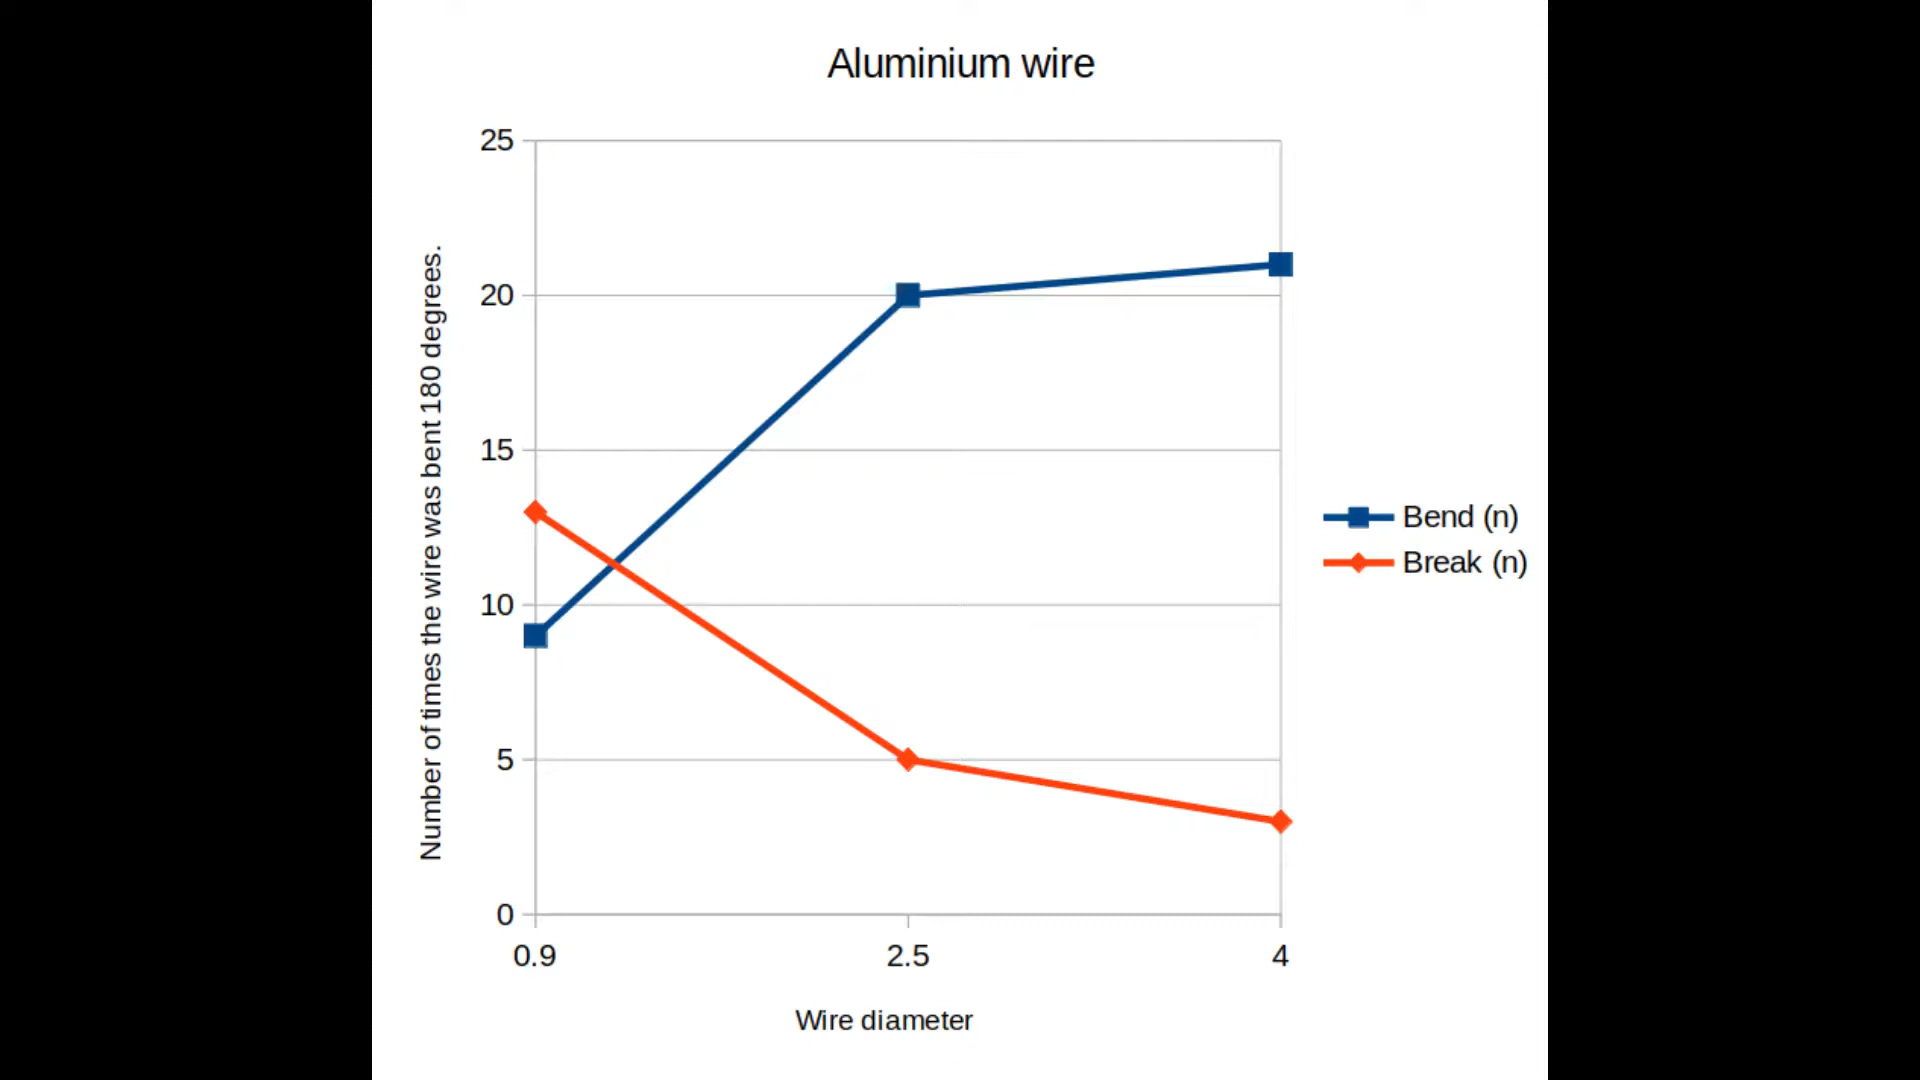 Aluminium wire
25
20
15
10
5
0
Number of times the wire was bent 180 degrees.
0.9
2.5
4
Wire diameter
Bend (n)
Break (n)